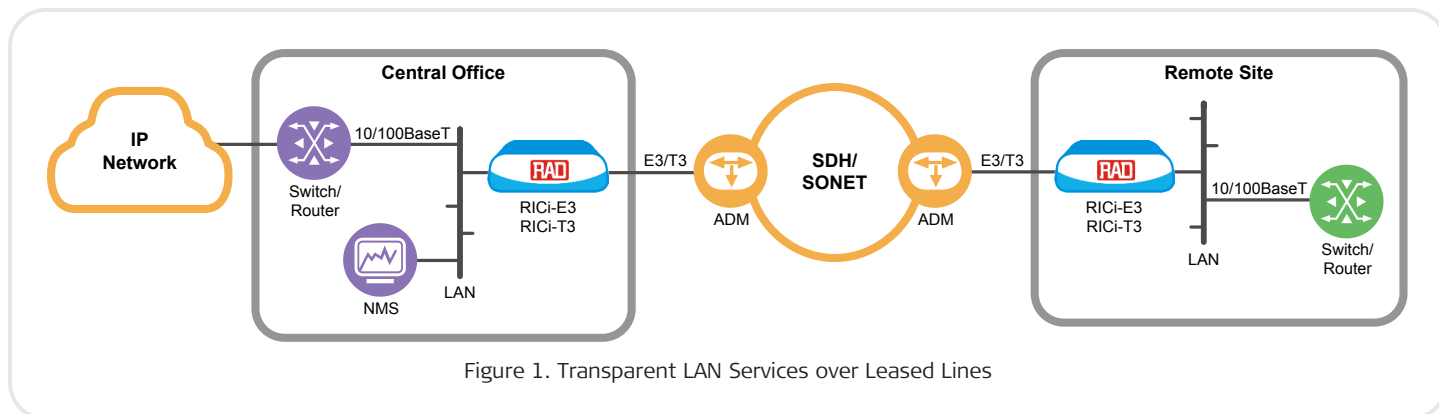 Central Office
Remote Site
IP
Network
10/100BaseT
Switch/
Router
NMS
LAN
RAD
RICi-E3
RICi-T3
E3/T3
ADM
SDH/
SONET
ADM
E3/T3
RAD
RICi-E3
RICi-T3
10/100BaseT
LAN
Switch/
Router
Figure 1. Transparent LAN Services over Leased Lines